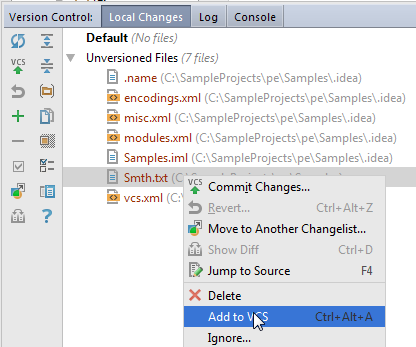 Version Control: Local Changes Log Console
Default (No files)
Unversioned Files (7 files)
.name (C:\SampleProjects\pe\Samples\.idea)
encodings.xml (C:\SampleProjects\pe\Samples\.idea)
misc.xml (C:\SampleProjects\pe\Samples\.idea)
modules.xml (C:\SampleProjects\pe\Samples\.idea)
Samples.iml (C:\SampleProjects\pe\Samples\.idea)
Smth.txt
vcs.xml (C:\
VCS Commit Changes...
Revert... Ctrl+Alt+Z
Move to Another Changelist...
Show Diff Ctrl+D
Jump to Source F4
Delete
Add to VCS Ctrl+Alt+A
Ignore...
VCS